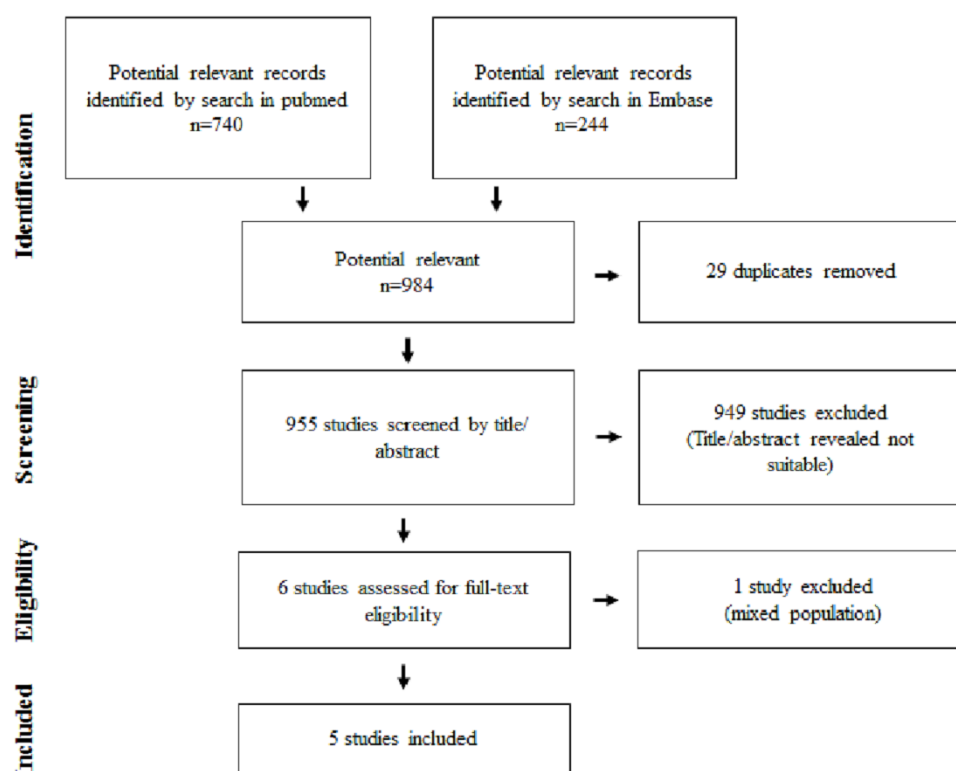 Identification
Potential relevant records
identified by search in pubmed
n=740
Potential relevant records
identified by search in Embase
n=244
Potential relevant
n=984
29 duplicates removed
Screening
955 studies screened by title/
abstract
949 studies excluded
(Title/abstract revealed not
suitable)
Eligibility
6 studies assessed for full-text
eligibility
1 study excluded
(mixed population)
Included
5 studies included